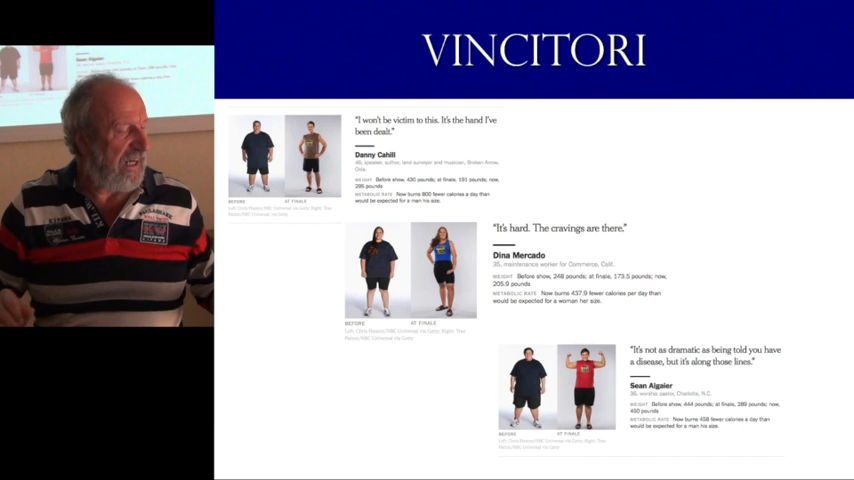 VINCITORI
"I won't be victim to this. It's the hand I've
been dealt."
Danny Cahill
46, speaker, author, land surveyor and musician, Broken Arrow,
Okla.
WEIGHT Before show, 430 pounds; at finale, 191 pounds; now,
295 pounds
METABOLIC RATE Now burns 800 fewer calories a day than
would be expected for a man his size.
BEFORE
AT FINALE
"It's hard. The cravings are there."
Dina Mercado
35, maintenance worker for Commerce, Calif.
WEIGHT Before show, 248 pounds; at finale, 173.5 pounds; now,
205.9 pounds
METABOLIC RATE Now burns 437.9 fewer calories per day than
would be expected for a woman her size.
BEFORE
AT FINALE
"It's not as dramatic as being told you have
a disease, but it's along those lines."
Sean Algaier
36, worship pastor, Charlotte, N.C.
WEIGHT Before show, 444 pounds; at finale, 289 pounds; now,
450 pounds
METABOLIC RATE Now burns 458 fewer calories a day than
would be expected for a man his size.
BEFORE
AT FINALE
Sean Algaier